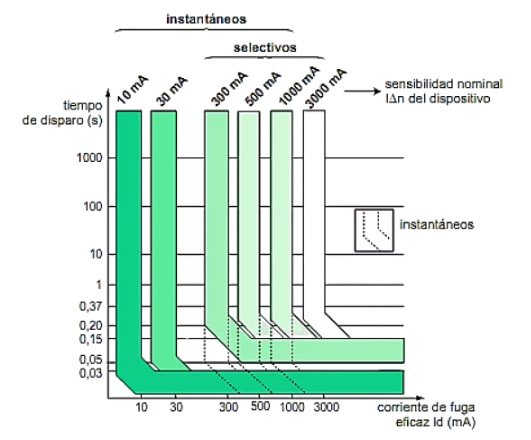 instantáneos
selectivos
10 mA
30 mA
300 mA
500 mA
1000 mA
3000 mA
sensibilidad nominal
I∆n del dispositivo
tiempo
de disparo (s)
1000
100
10
1
0,37
0,20
0,15
0,05
0,03
instantáneos
10
30
300
500
1000
3000
corriente de fuga
eficaz Id (mA)